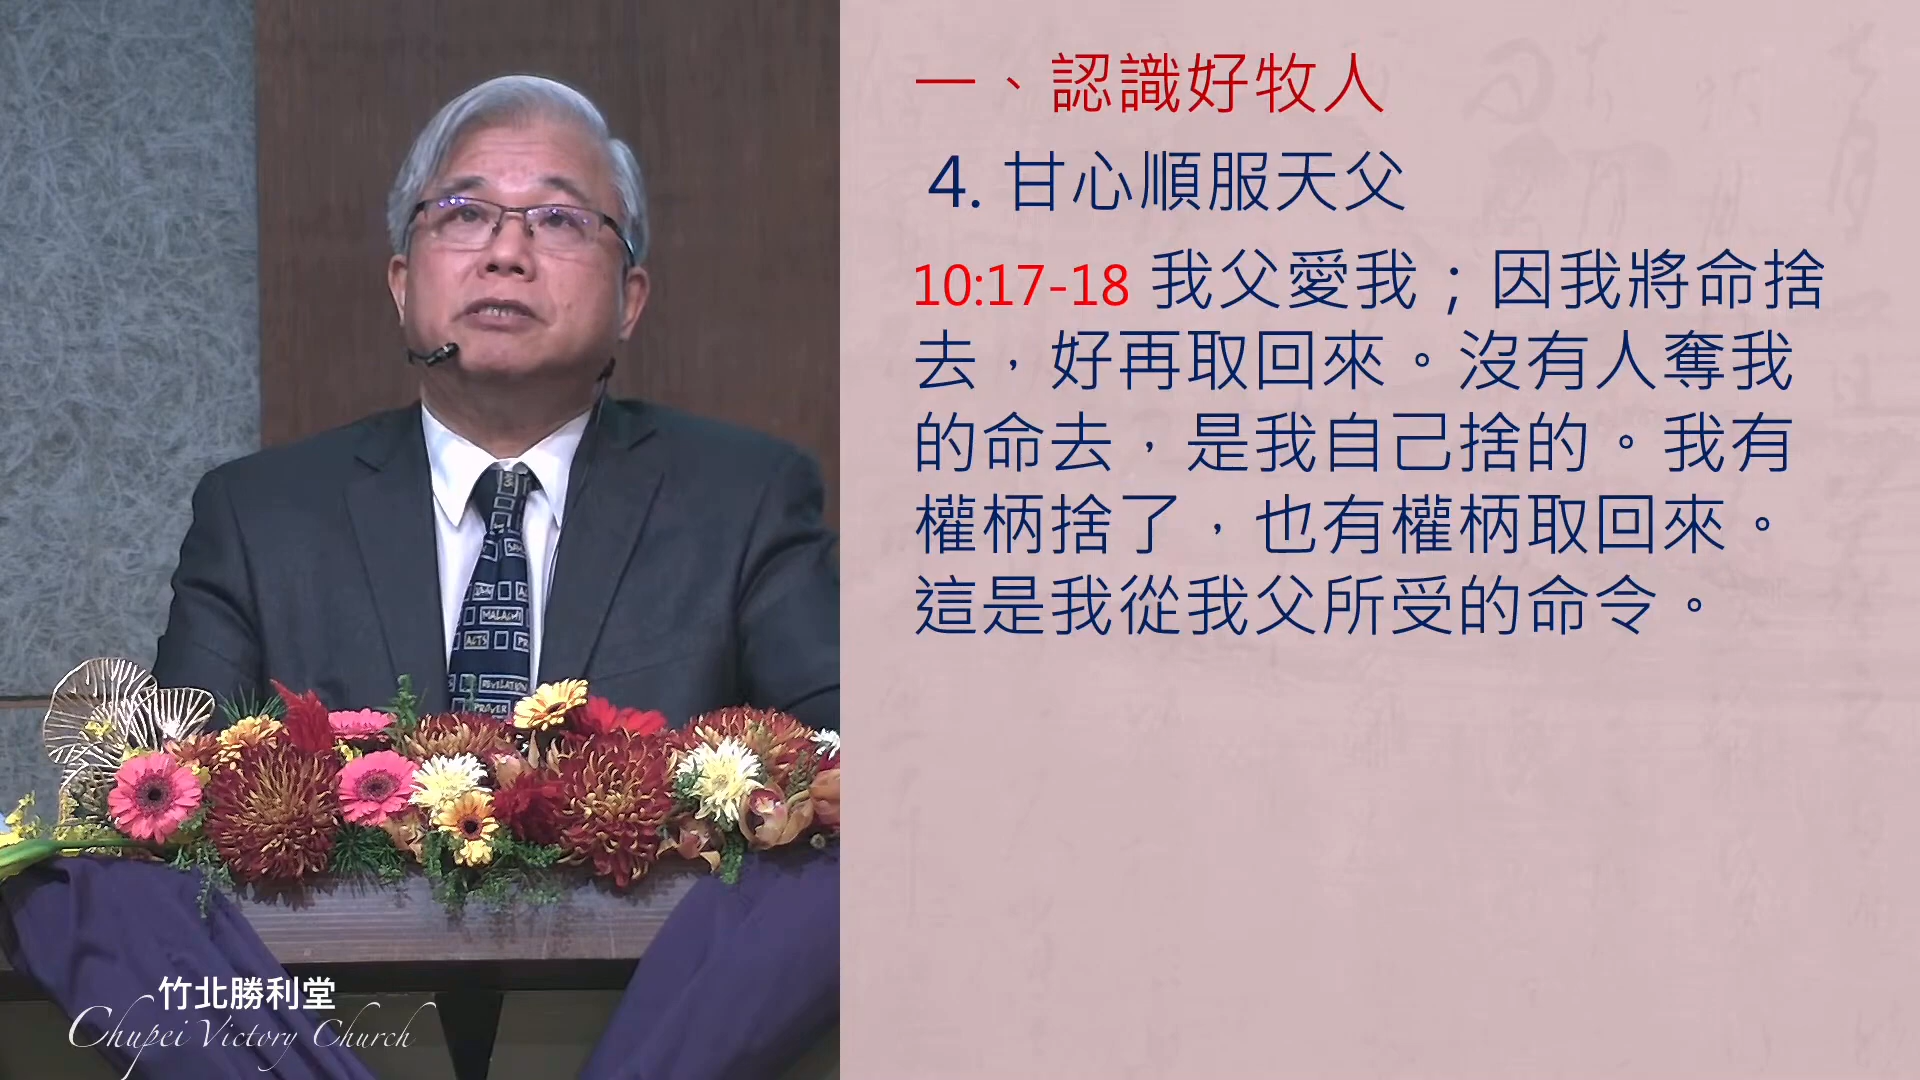 一、認識好牧人
4. 甘心順服天父
10:17-18 我父愛我；因我將命捨
去，好再取回來。沒有人奪我
的命去，是我自己捨的。我有
權柄捨了，也有權柄取回來。
這是我從我父所受的命令。
MALACHI
ACTS
REVELATION
PROVER
竹北勝利堂
Chupei Victory Church